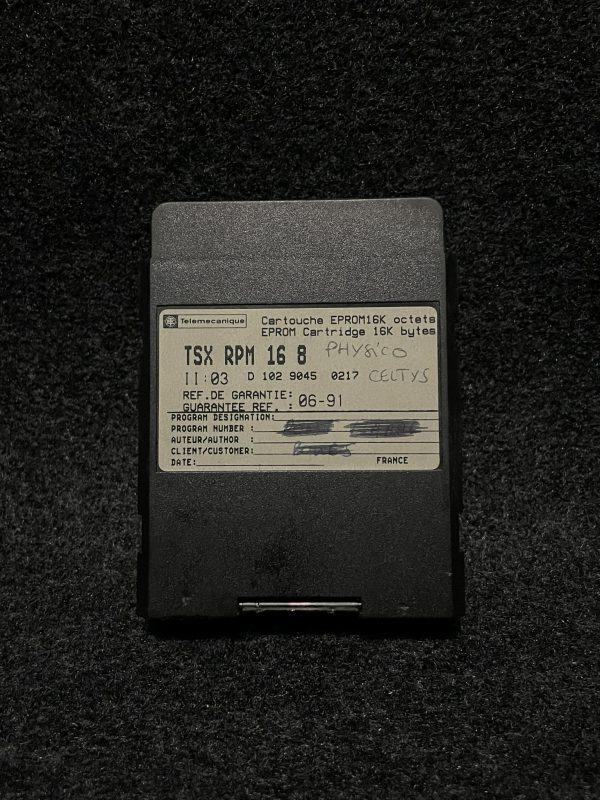 Telemecanique
Cartouche EPROM16K octets
EPROM Cartridge 16K bytes
TSX RPM 16 8 PHYSICO
II:03 D 102 9045 0217 CELTYS
REF.DE GARANTIE:
GUARANTEE REF. : 06-91
PROGRAM DESIGNATION:
PROGRAM NUMBER :
AUTEUR/AUTHOR :
CLIENT/CUSTOMER:
DATE: FRANCE